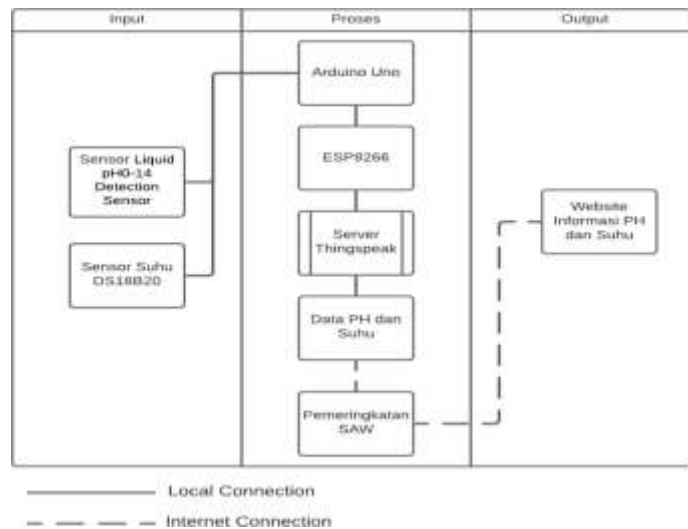 Input
Proses
Output
Arduino Uno
ESP8266
Sensor Liquid
pH0-14
Detection
Sensor
Sensor Suhu
DS18B20
Server
Thingspeak
Data PH dan
Suhu
Pemeringkatan
SAW
Website
Informasi PH
dan Suhu
Local Connection
Internet Connection